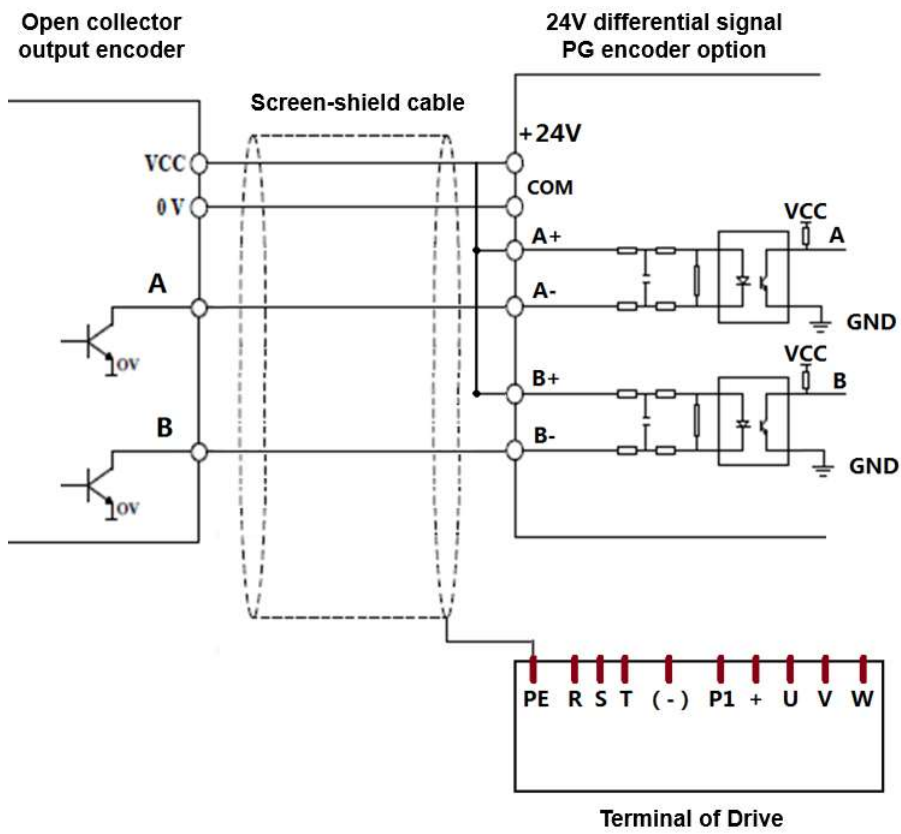 Open collector
output encoder
24V differential signal
PG encoder option
Screen-shield cable
+24V
VCC
COM
0 V
VCC
A+
A
A
A-
GND
0V
VCC
B+
B
B
B-
GND
0V
PE R S T (-) P1 + U V W
Terminal of Drive